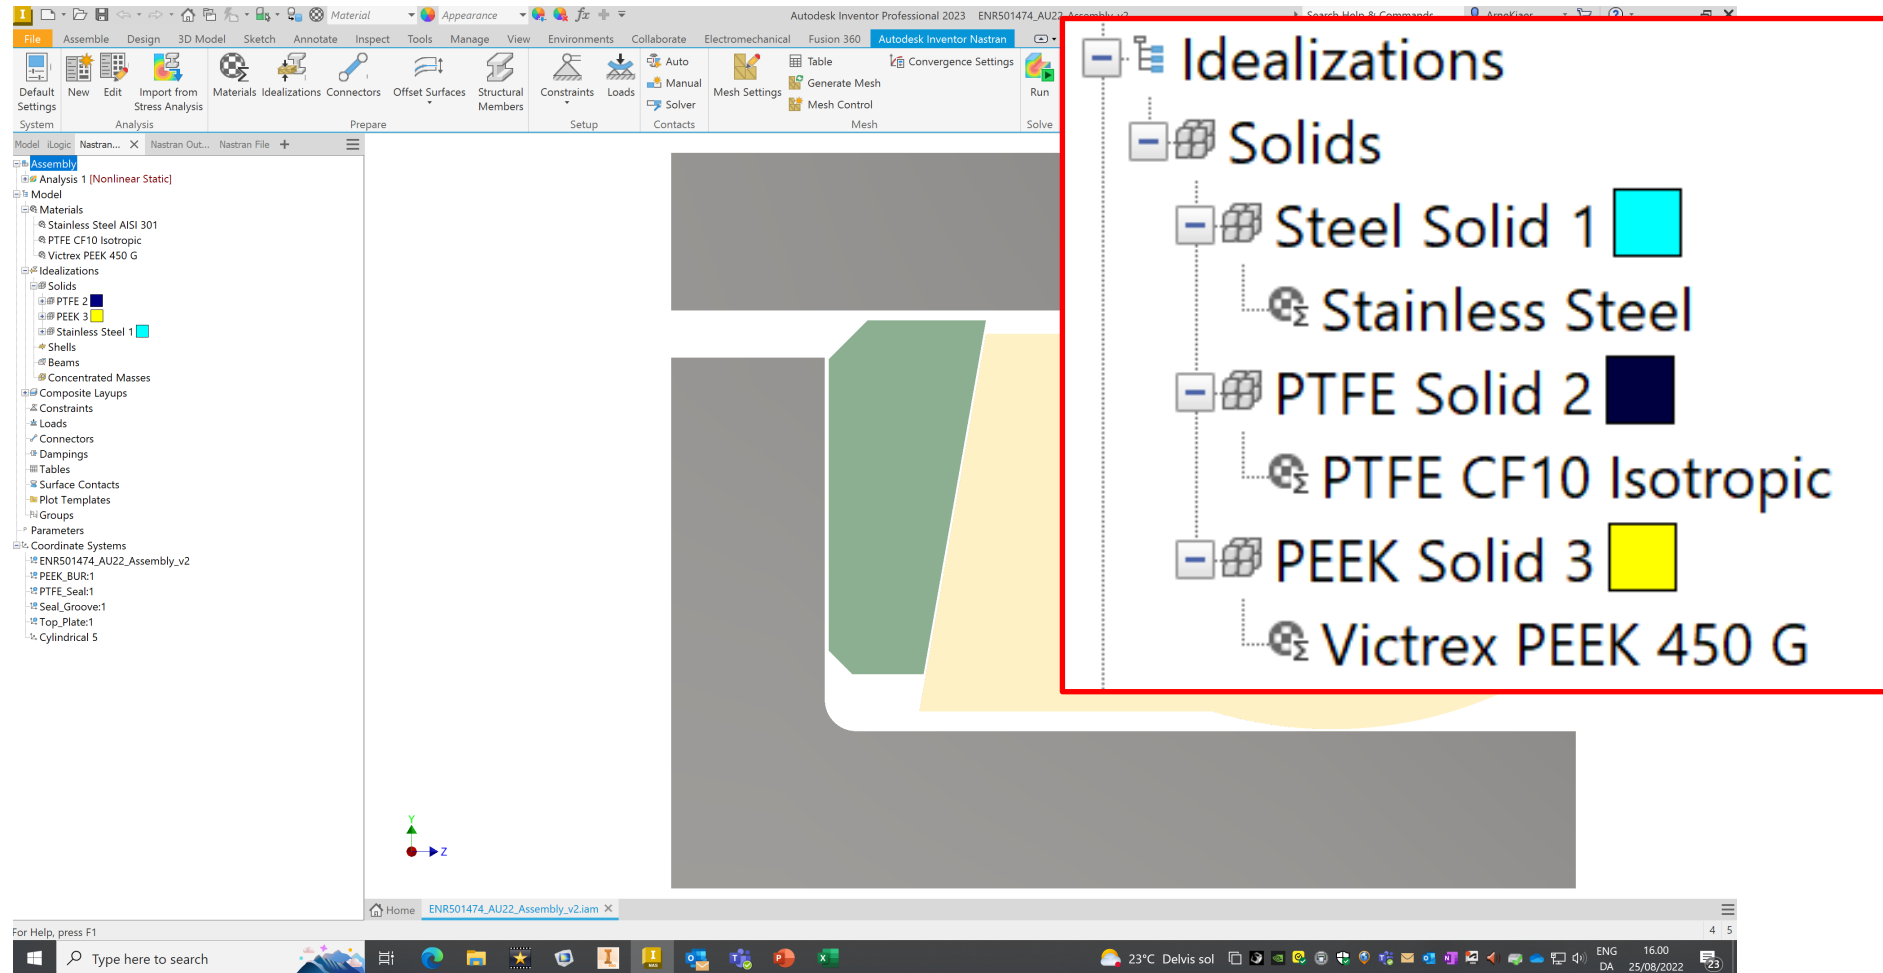 Material
Appearance
Autodesk Inventor Professional 2023 ENR501474_AU22_Assembly_v2
Search Help & Commands
ArneKjaer
File Assemble Design 3D Model Sketch Annotate Inspect Tools Manage View Environments Collaborate Electromechanical Fusion 360 Autodesk Inventor Nastran
Default Settings
New
Edit
Import from Stress Analysis
Materials
Idealizations
Connectors
Offset Surfaces
Structural Members
Constraints
Loads
Auto
Manual
Solver
Mesh Settings
Table
Generate Mesh
Mesh Control
Convergence Settings
Run
System
Analysis
Prepare
Setup
Contacts
Mesh
Solve
Model iLogic Nastran... X Nastran Out... Nastran File +
Assembly
Analysis 1 [Nonlinear Static]
Model
Materials
Stainless Steel AISI 301
PTFE CF10 Isotropic
Victrex PEEK 450 G
Idealizations
Solids
PTFE 2
PEEK 3
Stainless Steel 1
Shells
Beams
Concentrated Masses
Composite Layups
Constraints
Loads
Connectors
Dampings
Tables
Surface Contacts
Plot Templates
Groups
Parameters
Coordinate Systems
ENR501474_AU22_Assembly_v2
PEEK_BUR:1
PTFE_Seal:1
Seal_Groove:1
Top_Plate:1
Cylindrical 5
Idealizations
Solids
Steel Solid 1
Stainless Steel
PTFE Solid 2
PTFE CF10 Isotropic
PEEK Solid 3
Victrex PEEK 450 G
Y
Z
Home ENR501474_AU22_Assembly_v2.iam X
For Help, press F1
4 5
Type here to search
23°C Delvis sol
ENG
DA
16.00
25/08/2022
23